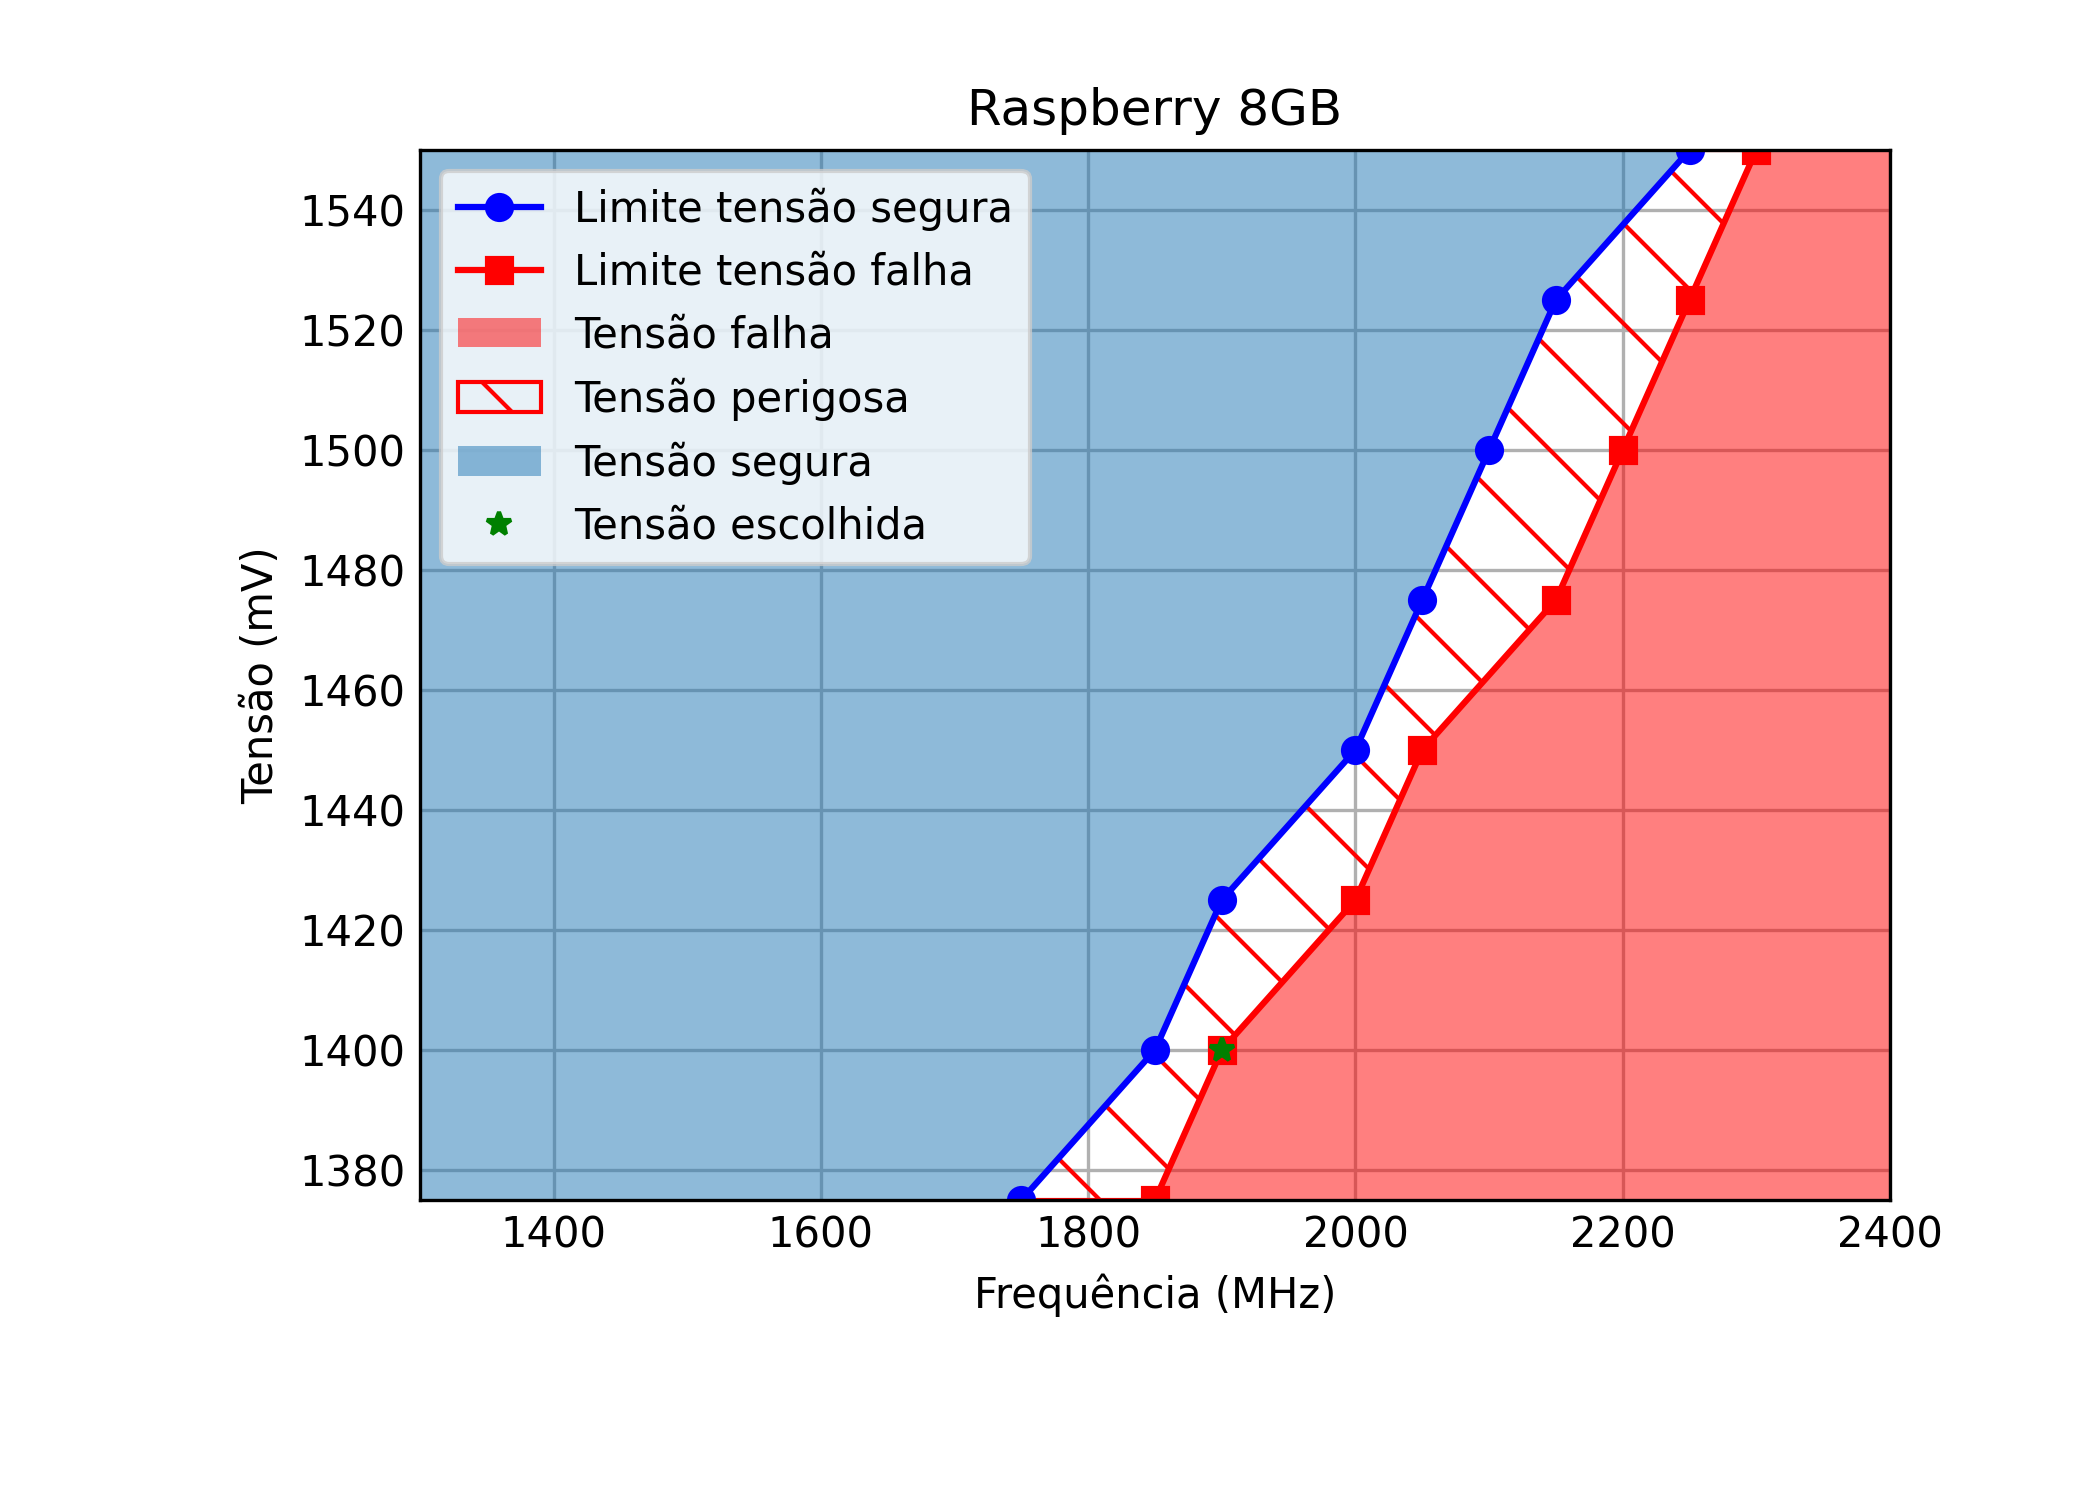 Raspberry 8GB
Limite tensão segura
Limite tensão falha
Tensão falha
Tensão perigosa
Tensão segura
Tensão escolhida
Tensão (mV)
1540
1520
1500
1480
1460
1440
1420
1400
1380
1400 1600 1800 2000 2200 2400
Frequência (MHz)